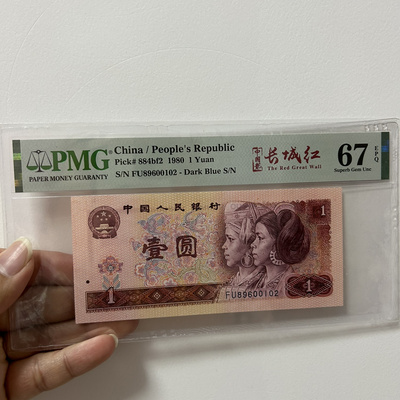 PMG
PAPER MONEY GUARANTY
China / People's Republic
Pick# 884bf2 1980 1 Yuan
S/N FU89600102 - Dark Blue S/N
长城红
The Red Great Wall
67 EPQ
Superb Gem Unc
中国人民银行
1
壹圆
1
FU89600102
1